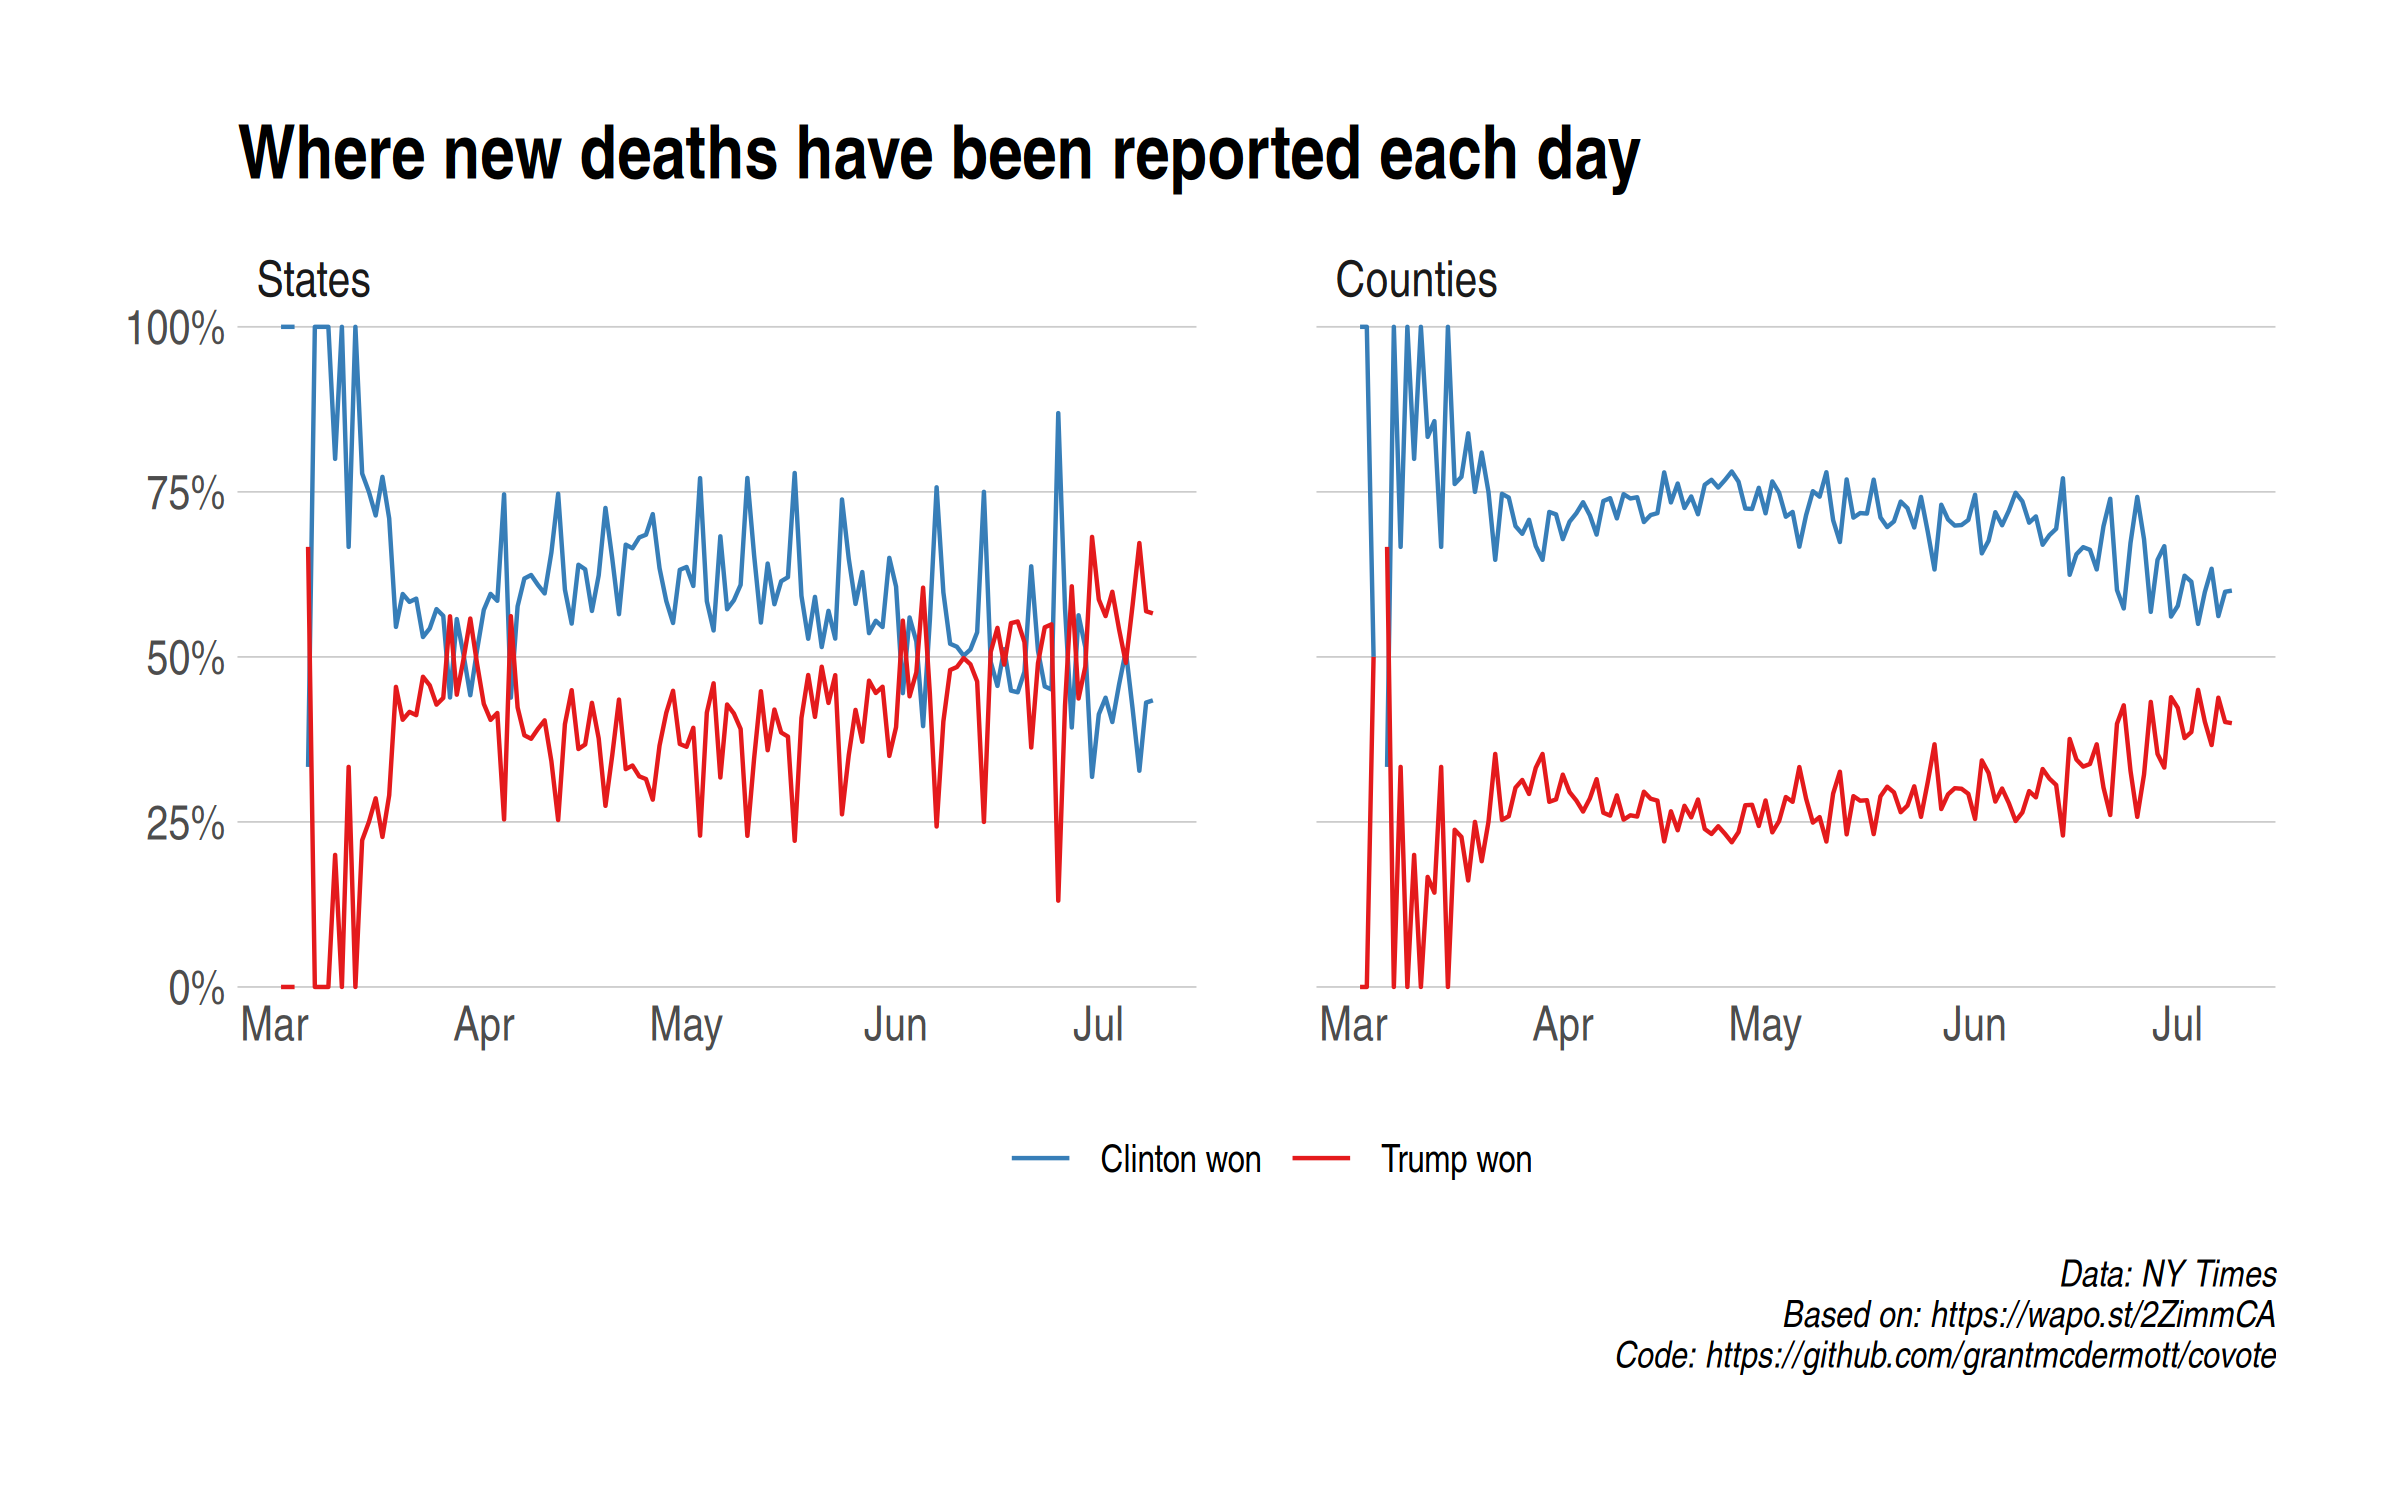 Where new deaths have been reported each day
States
Counties
100%
75%
50%
25%
0%
Mar Apr May Jun Jul
Mar Apr May Jun Jul
Clinton won Trump won
Data: NY Times
Based on: https://wapo.st/2ZimmCA
Code: https://github.com/grantmcdermott/covote